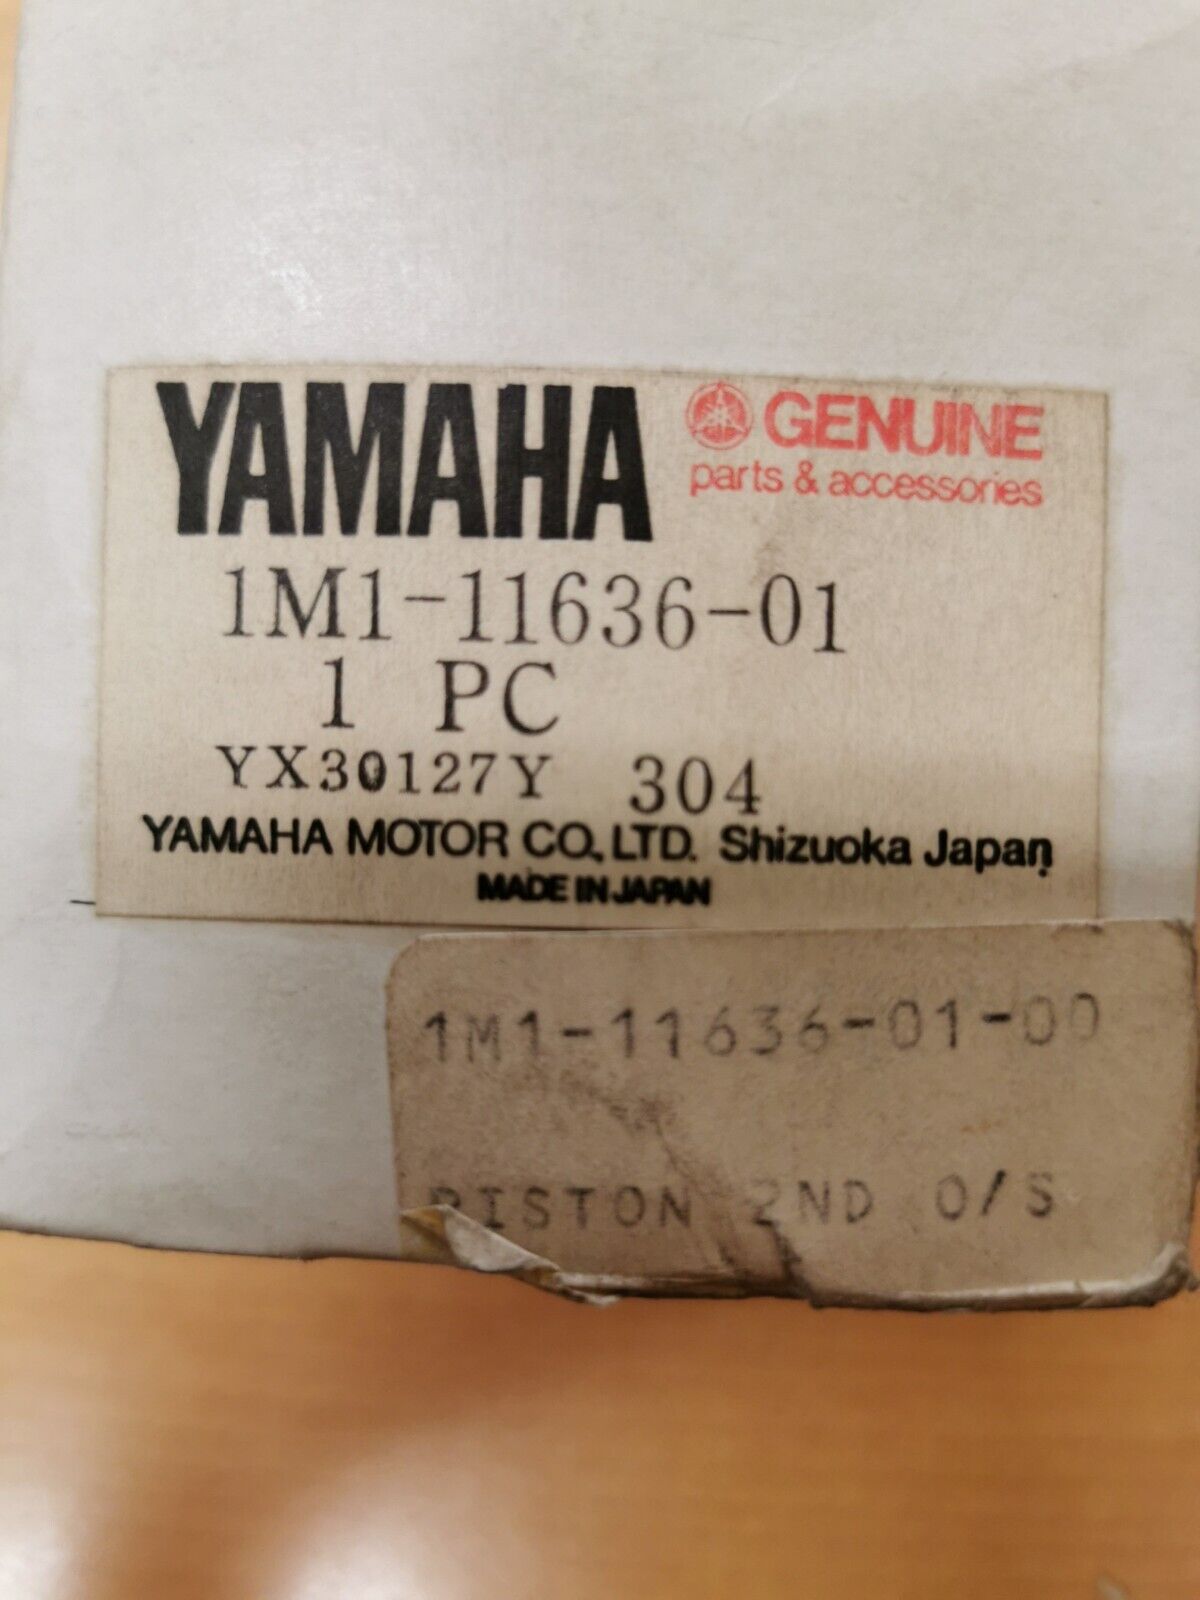 YAMAHA GENUINE
parts & accessories
1M1-11636-01
1 PC
YX30127Y 304
YAMAHA MOTOR CO., LTD. Shizuoka Japan
MADE IN JAPAN
1M1-11636-01-00
PISTON 2ND O/S